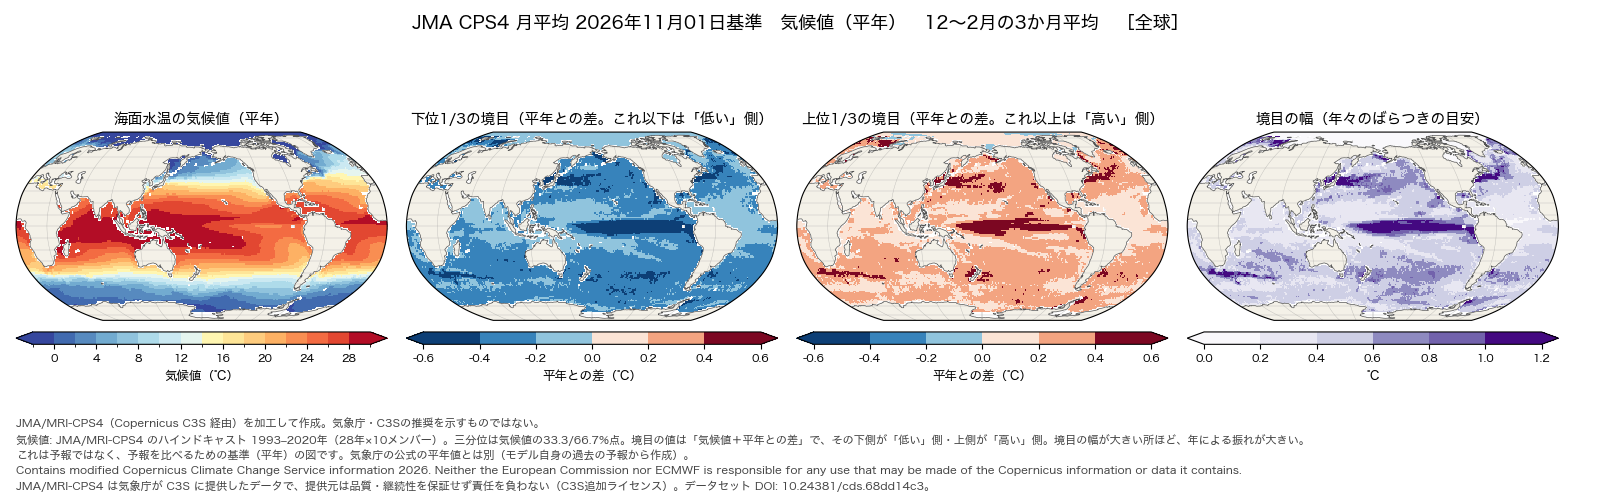 JMA CPS4 月平均 2026年11月01日基準　気候値（平年）　12～2月の3か月平均　［全球］
海面水温の気候値（平年）
下位1/3の境目（平年との差。これ以下は「低い」側）
上位1/3の境目（平年との差。これ以上は「高い」側）
境目の幅（年々のばらつきの目安）
0 4 8 12 16 20 24 28
気候値（℃）
-0.6 -0.4 -0.2 0.0 0.2 0.4 0.6
平年との差（℃）
-0.6 -0.4 -0.2 0.0 0.2 0.4 0.6
平年との差（℃）
0.0 0.2 0.4 0.6 0.8 1.0 1.2
℃
JMA/MRI-CPS4（Copernicus C3S 経由）を加工して作成。気象庁・C3Sの推奨を示すものではない。
気候値: JMA/MRI-CPS4 のハインドキャスト 1993–2020年（28年×10メンバー）。三分位は気候値の33.3/66.7%点。境目の値は「気候値＋平年との差」で、その下側が「低い」側・上側が「高い」側。境目の幅が大きい所ほど、年による振れが大きい。
これは予報ではなく、予報を比べるための基準（平年）の図です。気象庁の公式の平年値とは別（モデル自身の過去の予報から作成）。
Contains modified Copernicus Climate Change Service information 2026. Neither the European Commission nor ECMWF is responsible for any use that may be made of the Copernicus information or data it contains.
JMA/MRI-CPS4 は気象庁が C3S に提供したデータで、提供元は品質・継続性を保証せず責任を負わない（C3S追加ライセンス）。データセット DOI: 10.24381/cds.68dd14c3。